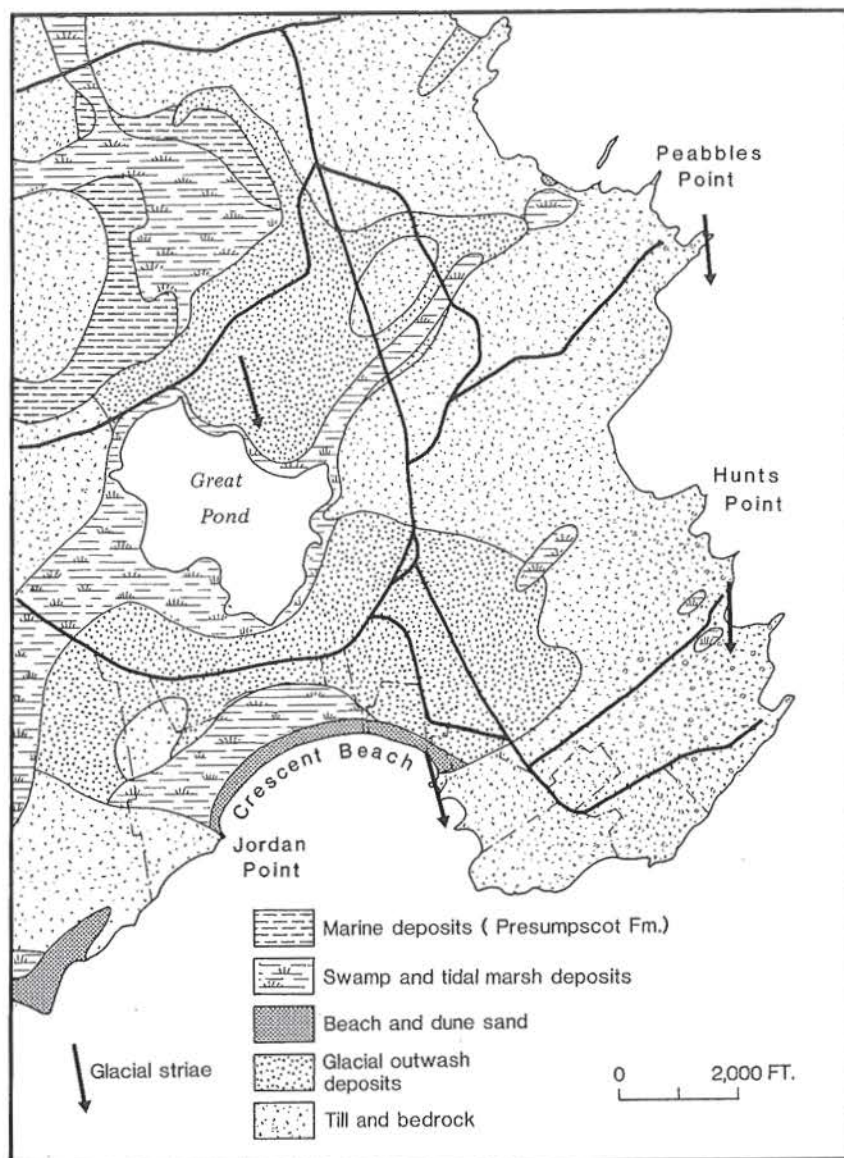 Peabbles
Point
Great
Pond
Hunts
Point
Crescent Beach
Jordan
Point
Marine deposits ( Presumpscot Fm.)
Swamp and tidal marsh deposits
Beach and dune sand
Glacial striae
Glacial outwash
deposits
0 2,000 FT.
Till and bedrock